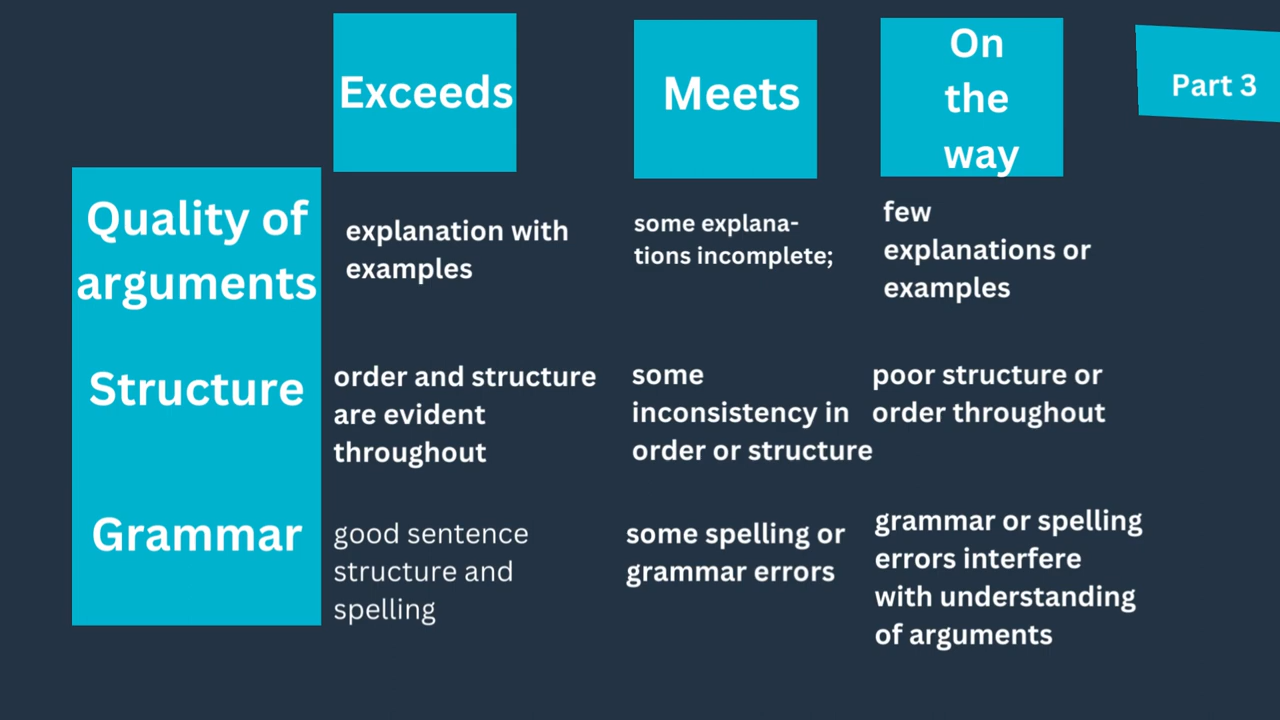 Exceeds
Meets
On
the
way
Part 3
Quality of
arguments
explanation with
examples
some explana-
tions incomplete;
few
explanations or
examples
Structure
order and structure
are evident
throughout
some
inconsistency in
order or structure
poor structure or
order throughout
Grammar
good sentence
structure and
spelling
some spelling or
grammar errors
grammar or spelling
errors interfere
with understanding
of arguments